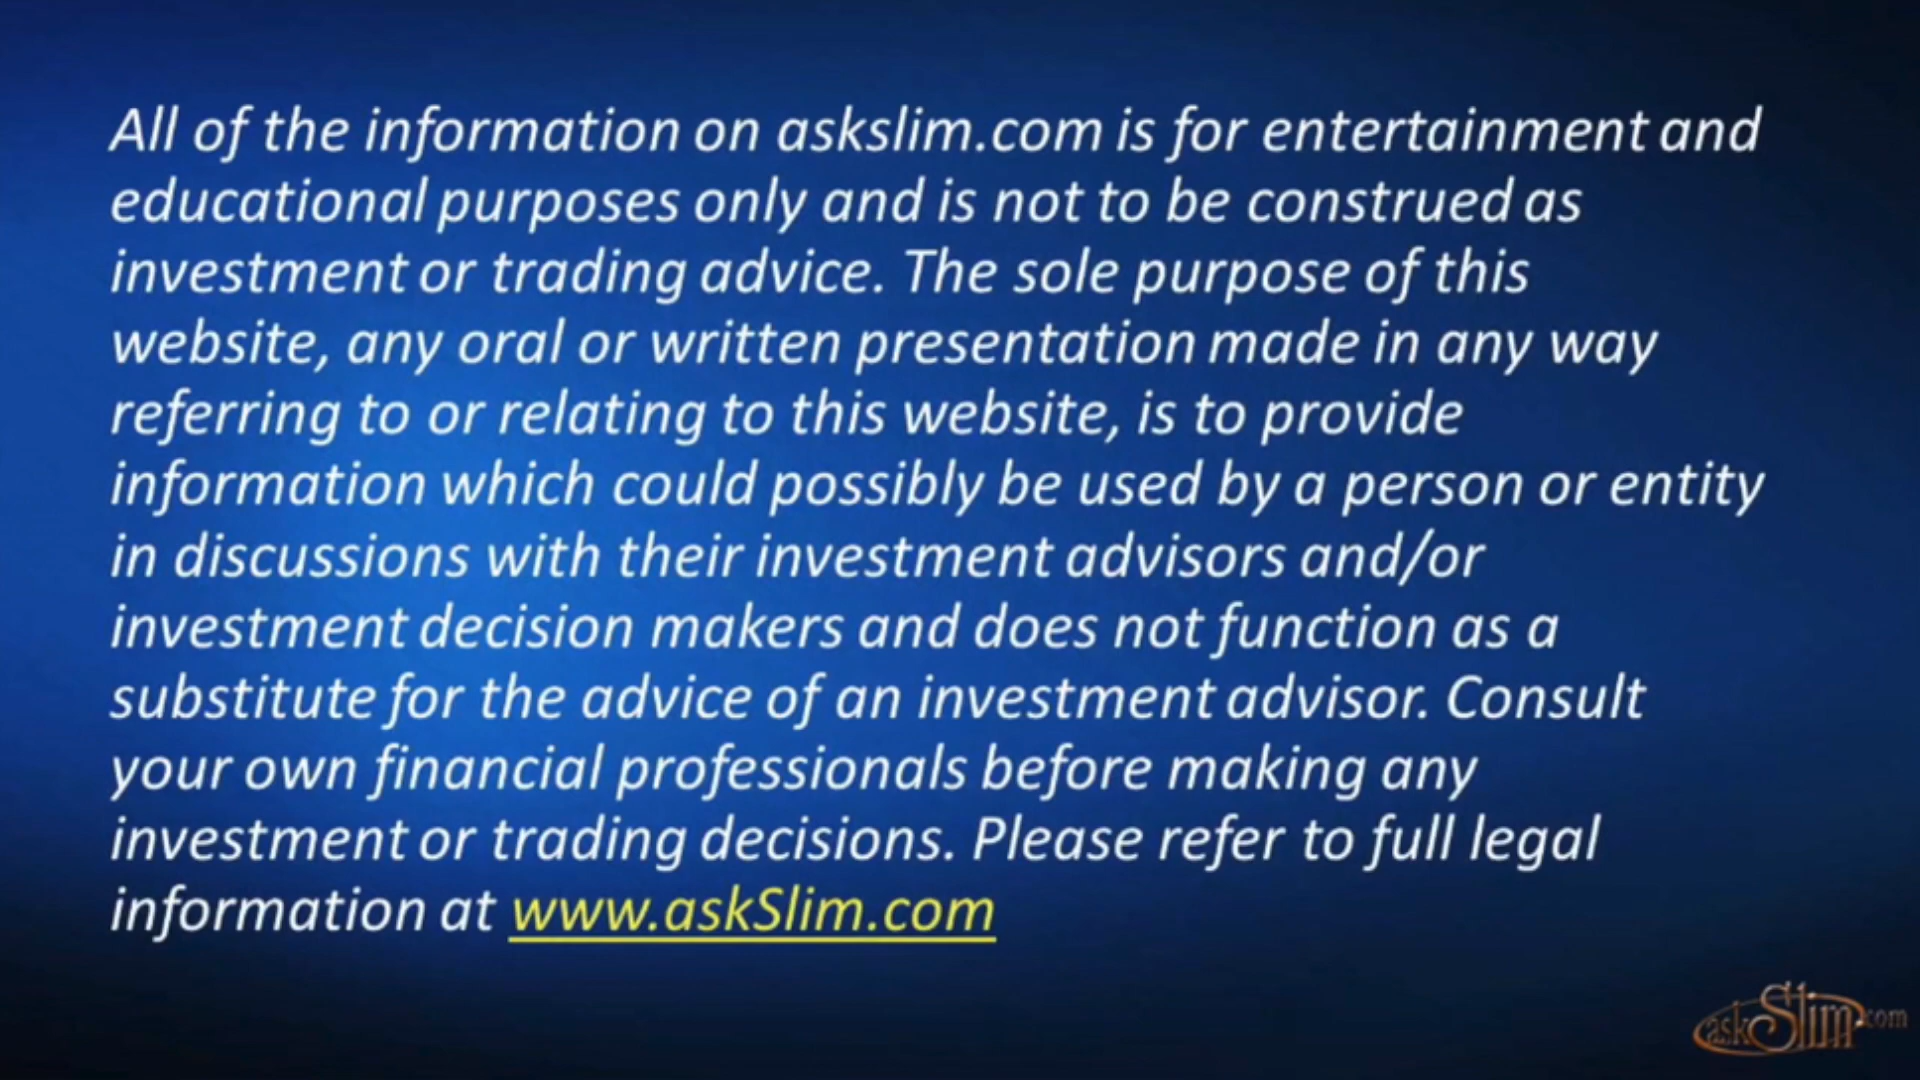 All of the information on askslim.com is for entertainment and
educational purposes only and is not to be construed as
investment or trading advice. The sole purpose of this
website, any oral or written presentation made in any way
referring to or relating to this website, is to provide
information which could possibly be used by a person or entity
in discussions with their investment advisors and/or
investment decision makers and does not function as a
substitute for the advice of an investment advisor. Consult
your own financial professionals before making any
investment or trading decisions. Please refer to full legal
information at www.askSlim.com
askSlim.com